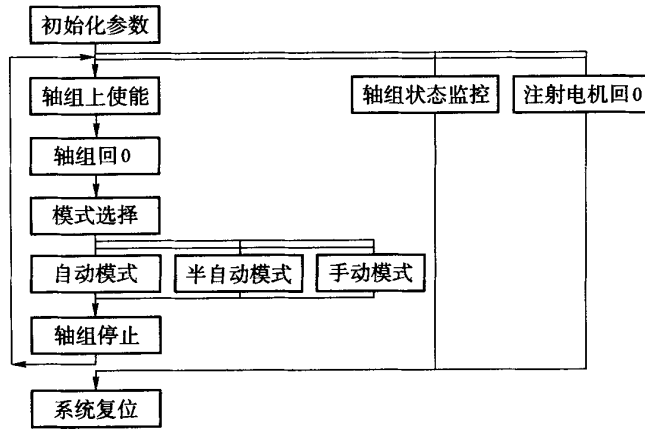 初始化参数
轴组上使能
轴组状态监控
注射电机回0
轴组回0
模式选择
自动模式
半自动模式
手动模式
轴组停止
系统复位